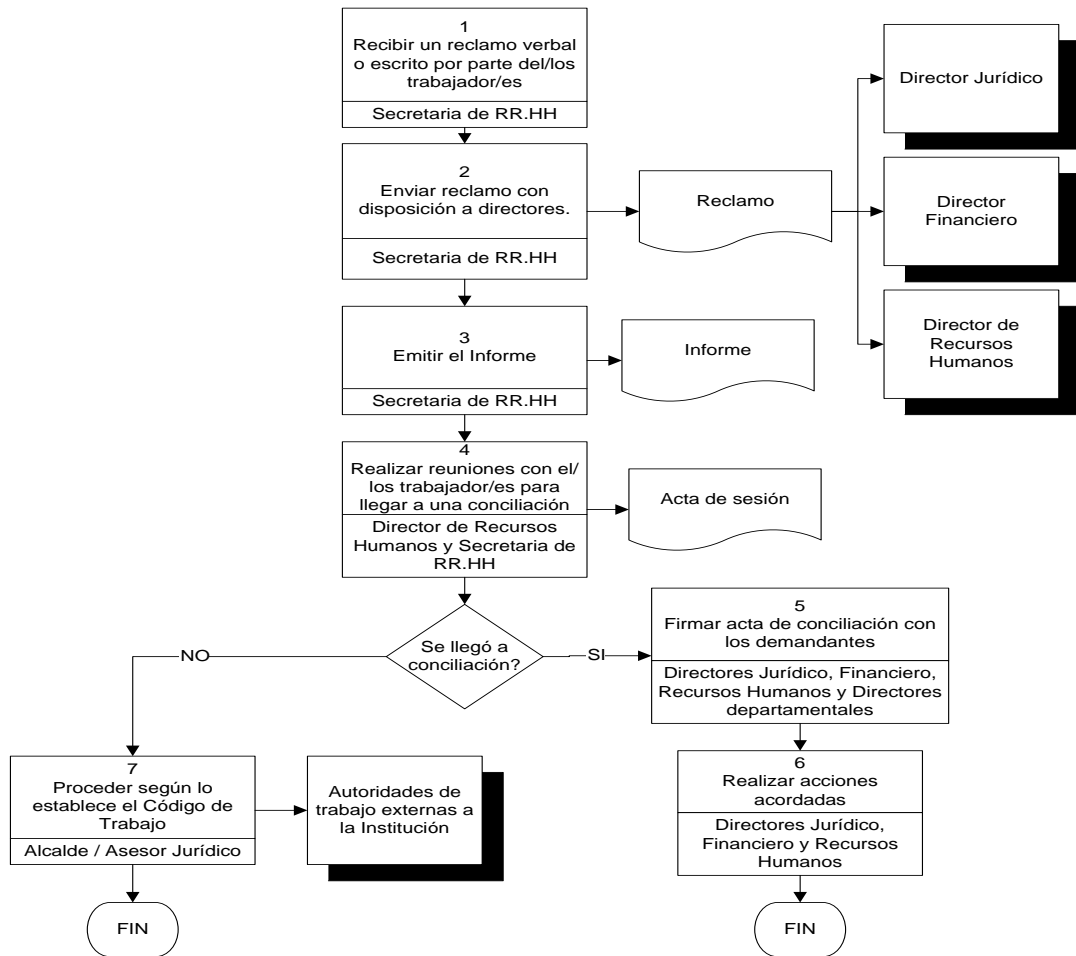 1
Recibir un reclamo verbal
o escrito por parte del/los
trabajador/es
Secretaria de RR.HH
2
Enviar reclamo con
disposición a directores.
Secretaria de RR.HH
Reclamo
Director Jurídico
Director
Financiero
Director de
Recursos
Humanos
3
Emitir el Informe
Secretaria de RR.HH
Informe
4
Realizar reuniones con el/
los trabajador/es para
llegar a una conciliación
Director de Recursos
Humanos y Secretaria de
RR.HH
Acta de sesión
Se llegó a
conciliación?
NO
SI
5
Firmar acta de conciliación con
los demandantes
Directores Jurídico, Financiero,
Recursos Humanos y Directores
departamentales
6
Realizar acciones
acordadas
Directores Jurídico,
Financiero y Recursos
Humanos
FIN
7
Proceder según lo
establece el Código de
Trabajo
Alcalde / Asesor Jurídico
Autoridades de
trabajo externas a
la Institución
FIN